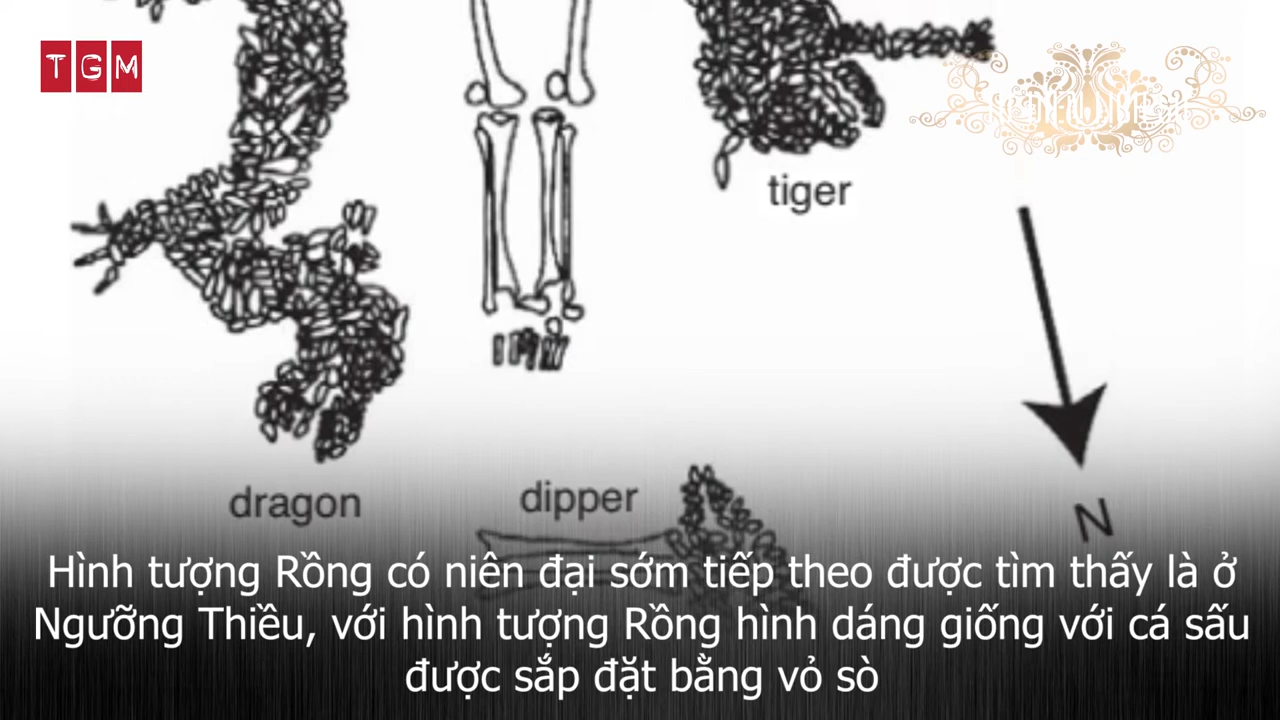 TGM
tiger
dragon
dipper
N
Hình tượng Rồng có niên đại sớm tiếp theo được tìm thấy là ở
Ngưỡng Thiều, với hình tượng Rồng hình dáng giống với cá sấu
được sắp đặt bằng vỏ sò